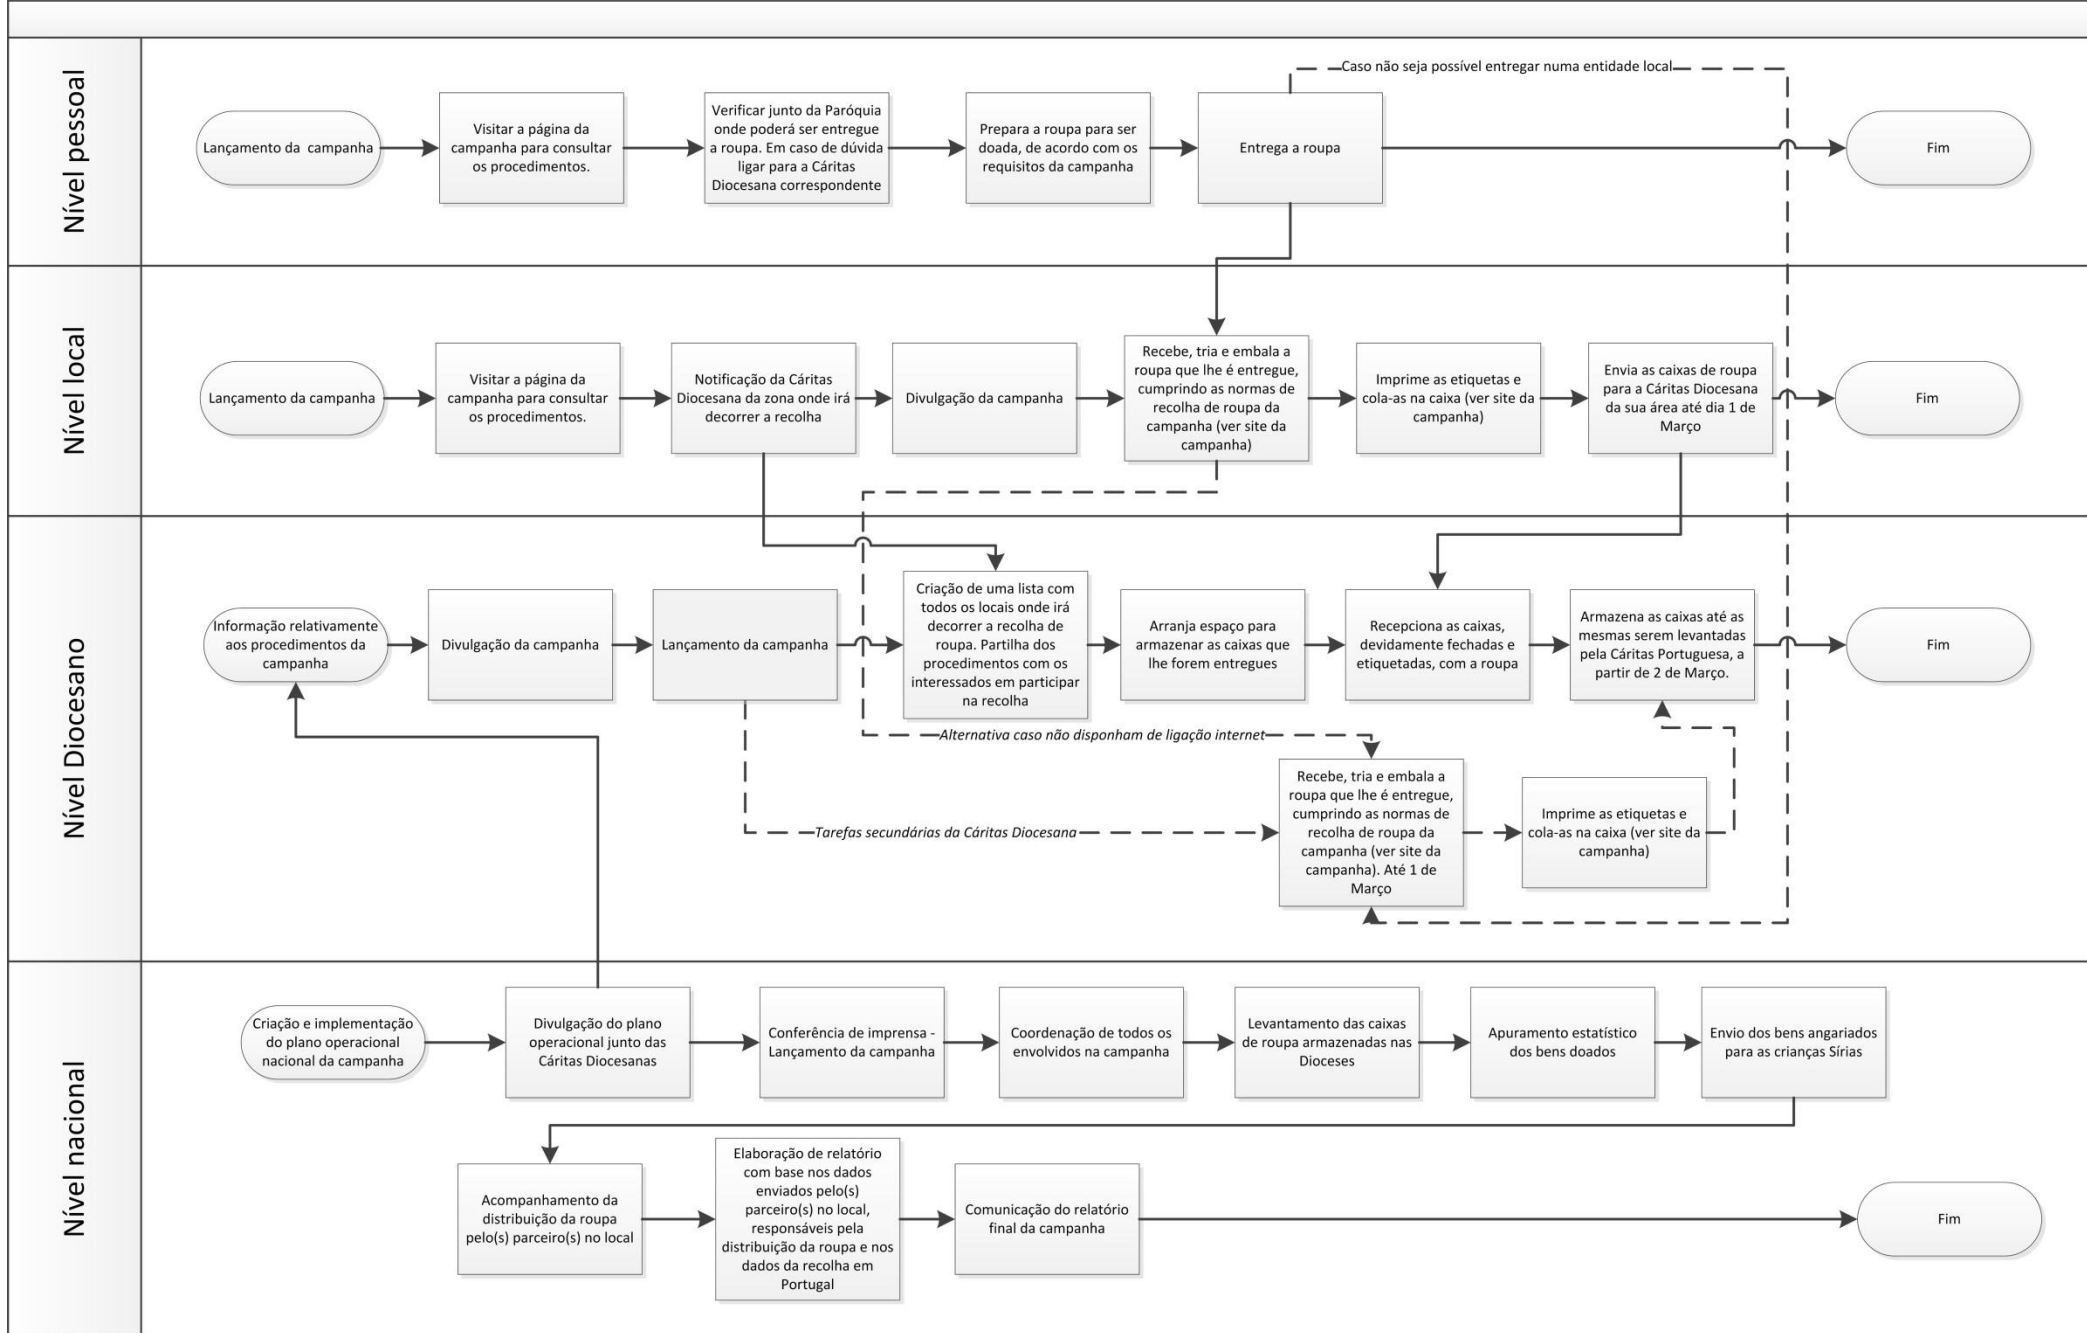 Nível pessoal
Lançamento da  campanha
Visitar a página da
campanha para consultar
os procedimentos.
Verificar junto da Paróquia
onde poderá ser entregue
a roupa. Em caso de dúvida
ligar para a Cáritas
Diocesana correspondente
Prepara a roupa para ser
doada, de acordo com os
requisitos da campanha
Entrega a roupa
Caso não seja possível entregar numa entidade local
Fim
Nível local
Lançamento da campanha
Visitar a página da
campanha para consultar
os procedimentos.
Notificação da Cáritas
Diocesana da zona onde irá
decorrer a recolha
Divulgação da campanha
Recebe, tria e embala a
roupa que lhe é entregue,
cumprindo as normas de
recolha de roupa da
campanha (ver site da
campanha)
Imprime as etiquetas e
cola-as na caixa (ver site da
campanha)
Envia as caixas de roupa
para a Cáritas Diocesana
da sua área até dia 1 de
Março
Fim
Nível Diocesano
Informação relativamente
aos procedimentos da
campanha
Divulgação da campanha
Lançamento da campanha
Criação de uma lista com
todos os locais onde irá
decorrer a recolha de
roupa. Partilha dos
procedimentos com os
interessados em participar
na recolha
Arranja espaço para
armazenar as caixas que
lhe forem entregues
Recepciona as caixas,
devidamente fechadas e
etiquetadas, com a roupa
Armazena as caixas até as
mesmas serem levantadas
pela Cáritas Portuguesa, a
partir de 2 de Março.
Fim
Alternativa caso não disponham de ligação internet
Tarefas secundárias da Cáritas Diocesana
Recebe, tria e embala a
roupa que lhe é entregue,
cumprindo as normas de
recolha de roupa da
campanha (ver site da
campanha). Até 1 de
Março
Imprime as etiquetas e
cola-as na caixa (ver site da
campanha)
Nível nacional
Criação e implementação
do plano operacional
nacional da campanha
Divulgação do plano
operacional junto das
Cáritas Diocesanas
Conferência de imprensa -
Lançamento da campanha
Coordenação de todos os
envolvidos na campanha
Levantamento das caixas
de roupa armazenadas nas
Dioceses
Apuramento estatístico
dos bens doados
Envio dos bens angariados
para as crianças Sírias
Acompanhamento da
distribuição da roupa
pelo(s) parceiro(s) no local
Elaboração de relatório
com base nos dados
enviados pelo(s)
parceiro(s) no local,
responsáveis pela
distribuição da roupa e nos
dados da recolha em
Portugal
Comunicação do relatório
final da campanha
Fim